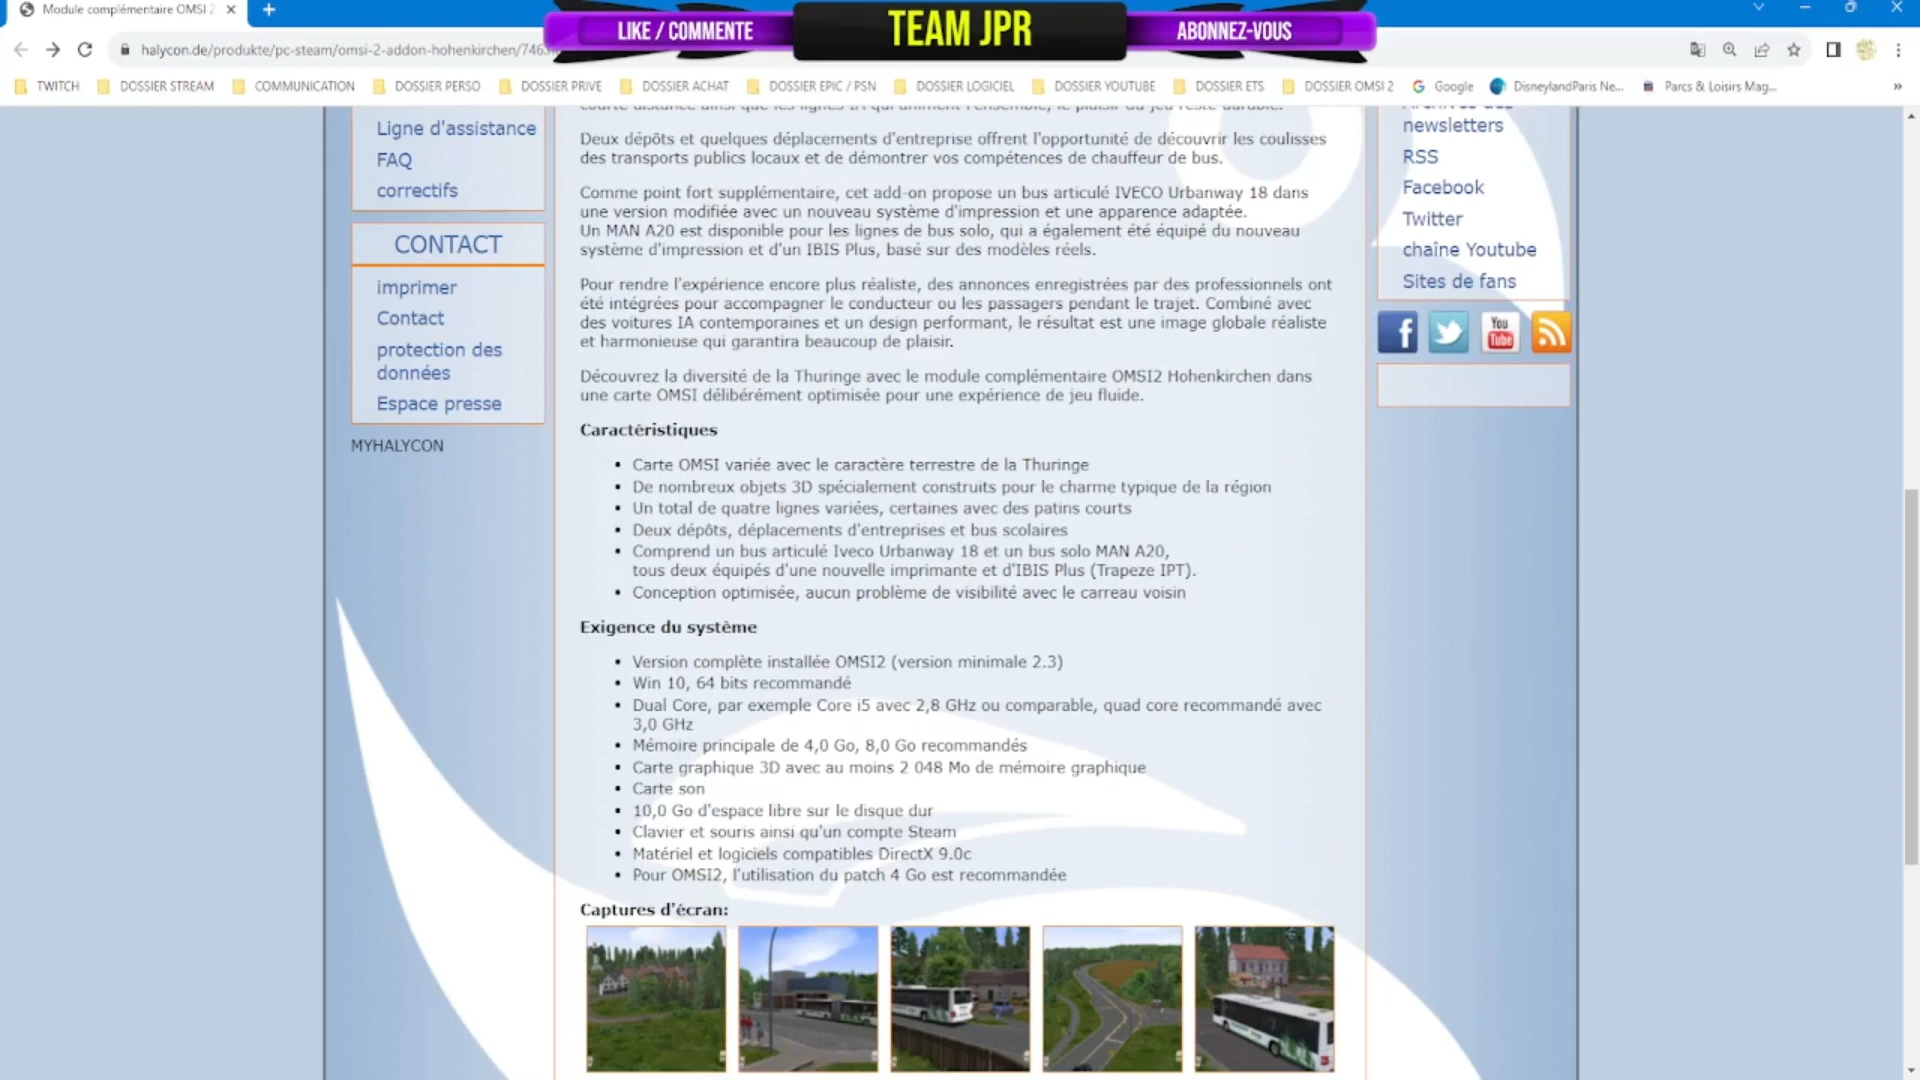 Module complémentaire OMSI 2
LIKE / COMMENTE
TEAM JPR
ABONNEZ-VOUS
halycon.de/produkte/pc-steam/omsi-2-addon-hohenkirchen/746
TWITCH
DOSSIER STREAM
COMMUNICATION
DOSSIER PERSO
DOSSIER PRIVE
DOSSIER ACHAT
DOSSIER EPIC / PSN
DOSSIER LOGICIEL
DOSSIER YOUTUBE
DOSSIER ETS
DOSSIER OMSI 2
Google
DisneylandParis Ne...
Parcs & Loisirs Mag...
Ligne d'assistance
FAQ
correctifs
CONTACT
imprimer
Contact
protection des
données
Espace presse
MYHALYCON
courte distance ainsi que les lignes IA qui animent l'ensemble, le plaisir du jeu reste durable.
Deux dépôts et quelques déplacements d'entreprise offrent l'opportunité de découvrir les coulisses
des transports publics locaux et de démontrer vos compétences de chauffeur de bus.
Comme point fort supplémentaire, cet add-on propose un bus articulé IVECO Urbanway 18 dans
une version modifiée avec un nouveau système d'impression et une apparence adaptée.
Un MAN A20 est disponible pour les lignes de bus solo, qui a également été équipé du nouveau
système d'impression et d'un IBIS Plus, basé sur des modèles réels.
Pour rendre l'expérience encore plus réaliste, des annonces enregistrées par des professionnels ont
été intégrées pour accompagner le conducteur ou les passagers pendant le trajet. Combiné avec
des voitures IA contemporaines et un design performant, le résultat est une image globale réaliste
et harmonieuse qui garantira beaucoup de plaisir.
Découvrez la diversité de la Thuringe avec le module complémentaire OMSI2 Hohenkirchen dans
une carte OMSI délibérément optimisée pour une expérience de jeu fluide.
Caractéristiques
• Carte OMSI variée avec le caractère terrestre de la Thuringe
• De nombreux objets 3D spécialement construits pour le charme typique de la région
• Un total de quatre lignes variées, certaines avec des patins courts
• Deux dépôts, déplacements d'entreprises et bus scolaires
• Comprend un bus articulé Iveco Urbanway 18 et un bus solo MAN A20,
tous deux équipés d'une nouvelle imprimante et d'IBIS Plus (Trapeze IPT).
• Conception optimisée, aucun problème de visibilité avec le carreau voisin
Exigence du système
• Version complète installée OMSI2 (version minimale 2.3)
• Win 10, 64 bits recommandé
• Dual Core, par exemple Core i5 avec 2,8 GHz ou comparable, quad core recommandé avec
3,0 GHz
• Mémoire principale de 4,0 Go, 8,0 Go recommandés
• Carte graphique 3D avec au moins 2 048 Mo de mémoire graphique
• Carte son
• 10,0 Go d'espace libre sur le disque dur
• Clavier et souris ainsi qu'un compte Steam
• Matériel et logiciels compatibles DirectX 9.0c
• Pour OMSI2, l'utilisation du patch 4 Go est recommandée
Captures d'écran:
Archives des
newsletters
RSS
Facebook
Twitter
chaîne Youtube
Sites de fans
You
Tube